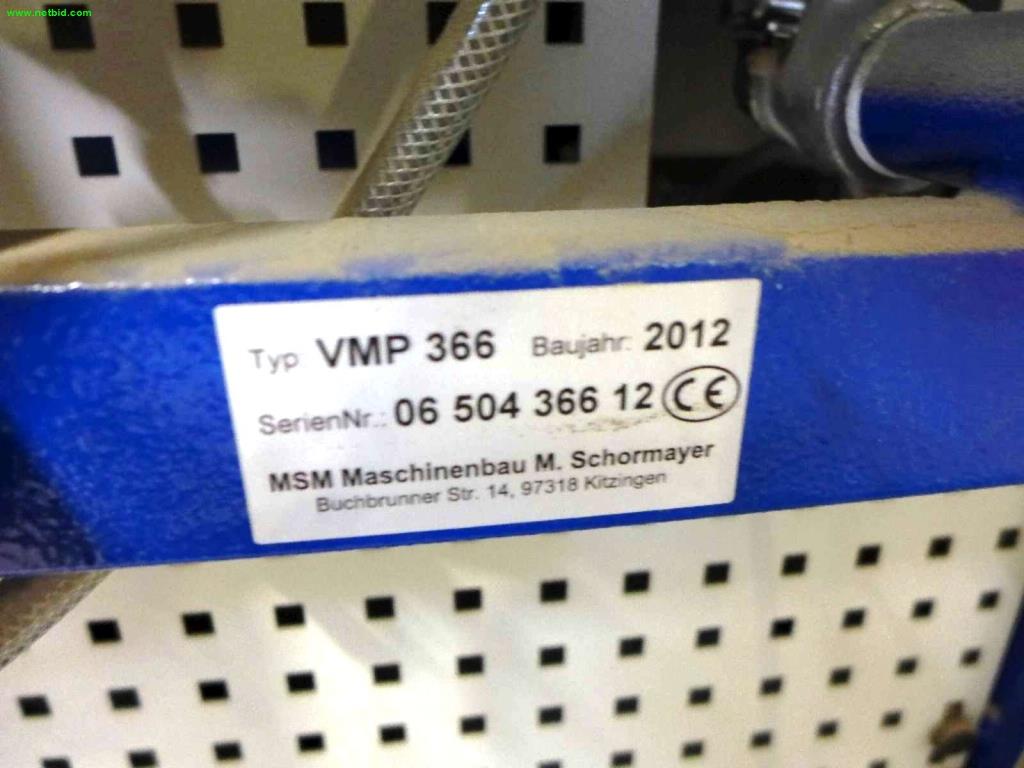 www.netbid.com
Typ VMP 366 Baujahr: 2012
SerienNr.: 06 504 366 12 CE
MSM Maschinenbau M. Schormayer
Buchbrunner Str. 14, 97318 Kitzingen